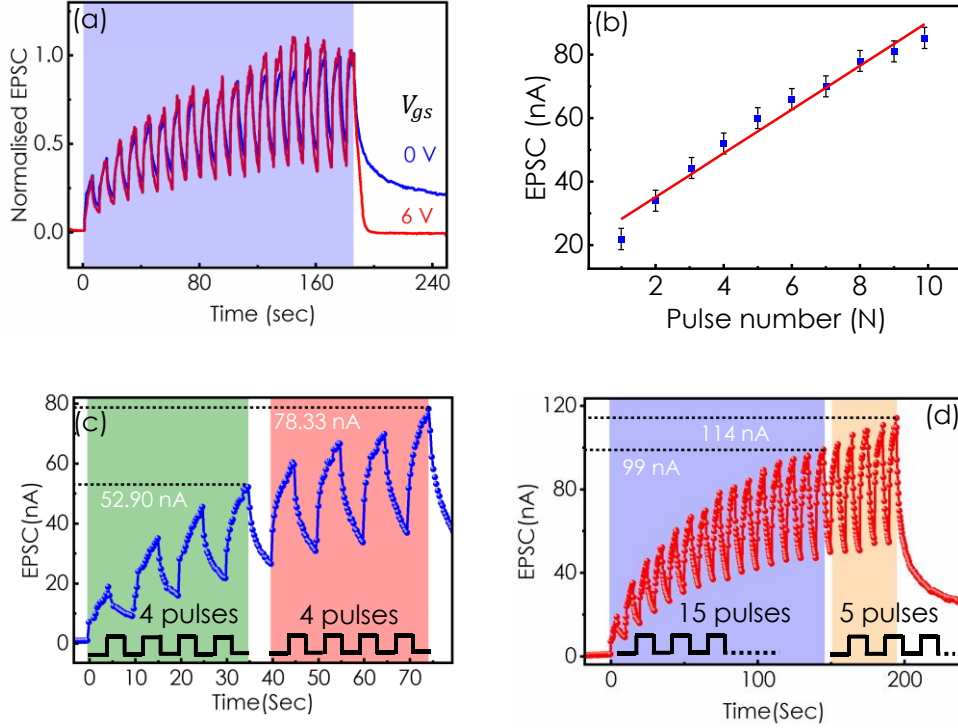 (a)
1.0
0.5
0.0
Normalised EPSC
V_gs
0 V
6 V
0 80 160 240
Time (sec)
(b)
80
60
40
20
EPSC (nA)
2 4 6 8 10
Pulse number (N)
(c)
80
60
40
20
0
EPSC(nA)
78.33 nA
52.90 nA
4 pulses 4 pulses
0 10 20 30 40 50 60 70
Time(Sec)
(d)
120
80
40
0
EPSC(nA)
114 nA
99 nA
15 pulses 5 pulses
0 100 200
Time(Sec)